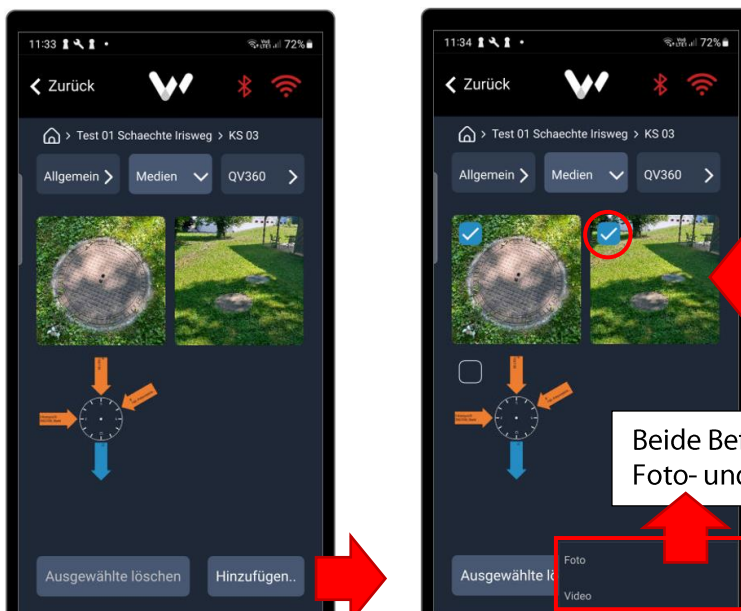 11:33
72%
Zurück
> Test 01 Schaechte Irisweg > KS 03
Allgemein
Medien
QV360
Ausgewählte löschen
Hinzufügen..
11:34
72%
Zurück
> Test 01 Schaechte Irisweg > KS 03
Allgemein
Medien
QV360
Beide Bef
Foto- und
Ausgewählte lö
Foto
Video